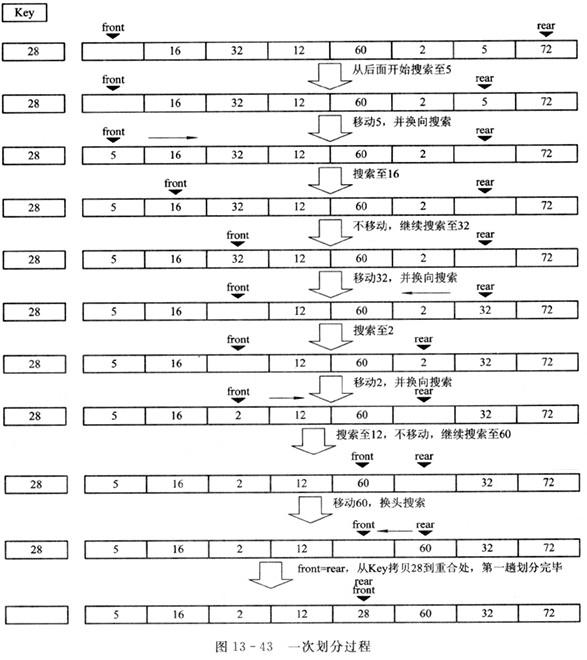 Key
front rear
28 16 32 12 60 2 5 72
从后面开始搜索至5
front rear
28 16 32 12 60 2 5 72
移动5，并换向搜索
front rear
28 5 16 32 12 60 2 72
搜索至16
front rear
28 5 16 32 12 60 2 72
不移动，继续搜索至32
front rear
28 5 16 32 12 60 2 72
移动32，并换向搜索
front rear
28 5 16 12 60 2 32 72
搜索至2
front rear
28 5 16 12 60 2 32 72
移动2，并换向搜索
front rear
28 5 16 2 12 60 32 72
搜索至12，不移动，继续搜索至60
front rear
28 5 16 2 12 60 32 72
移动60，换头搜索
front rear
28 5 16 2 12 60 32 72
front=rear，从Key拷贝28到重合处，第一趟划分完毕
rear
front
5 16 2 12 28 60 32 72
图 13-43 一次划分过程